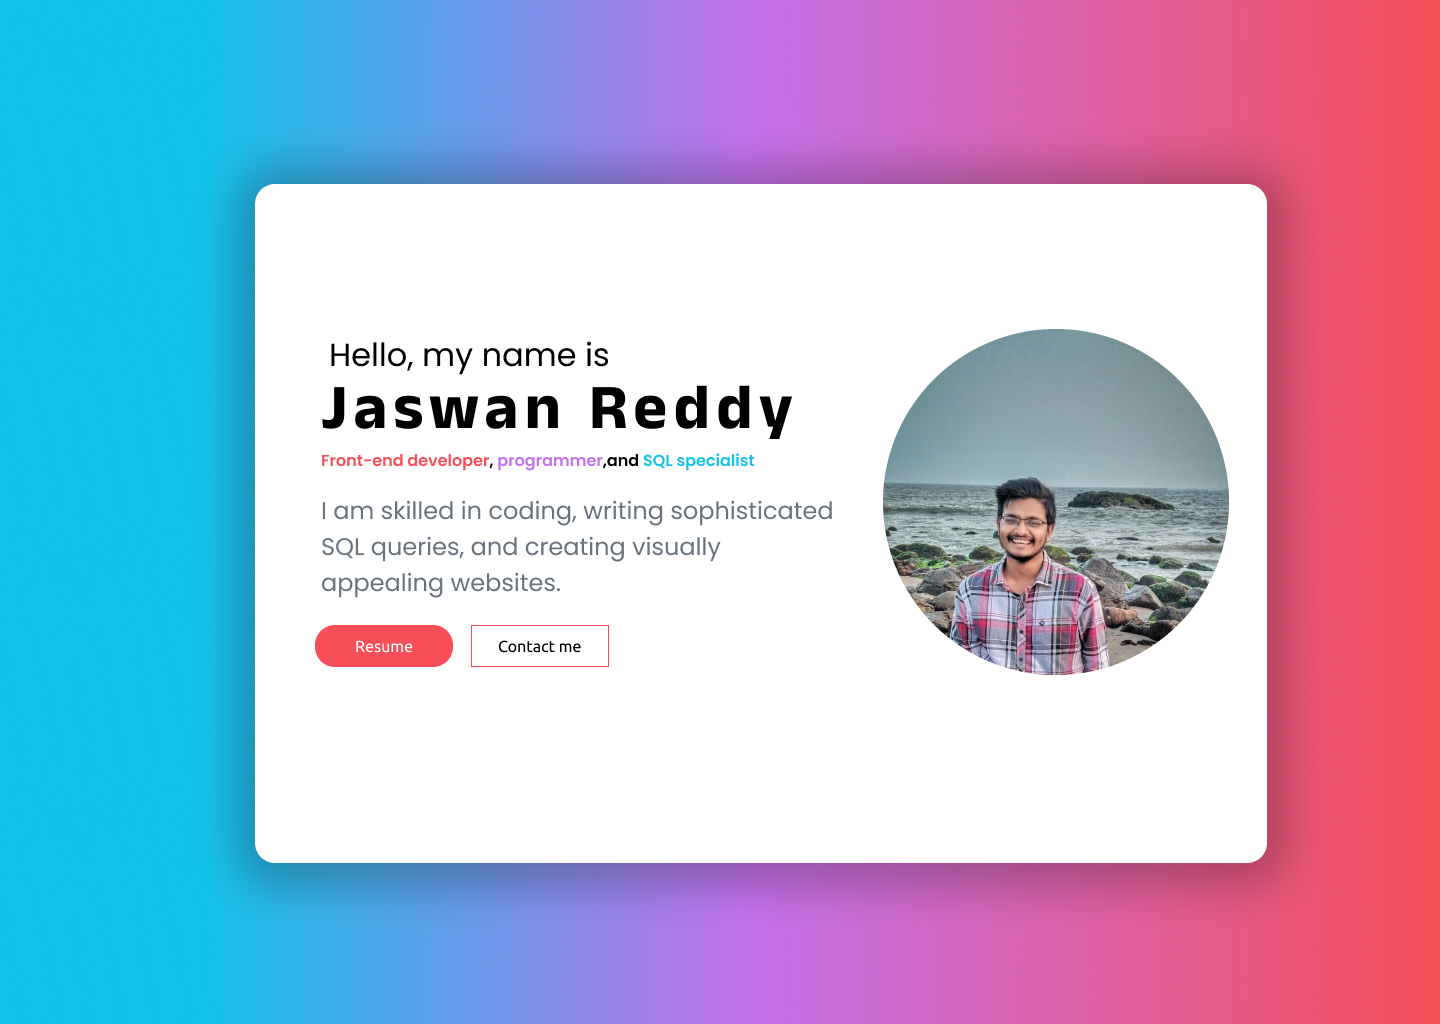 Hello, my name is
Jaswan Reddy
Front-end developer, programmer,and SQL specialist
I am skilled in coding, writing sophisticated
SQL queries, and creating visually
appealing websites.
Resume
Contact me